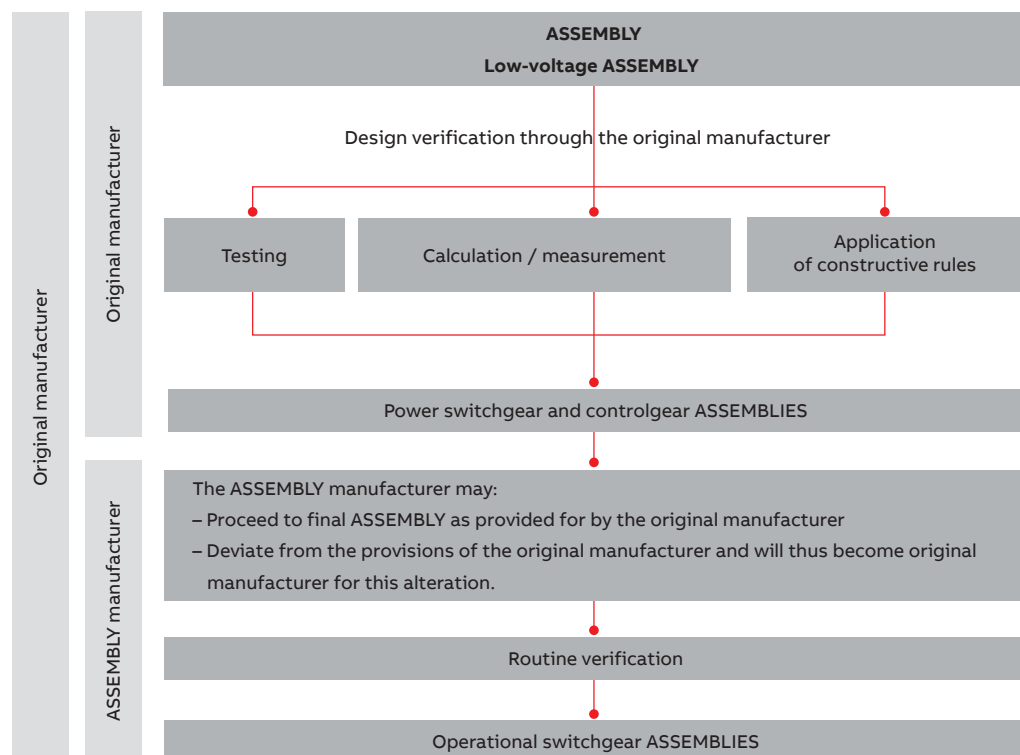 Original manufacturer
Original manufacturer
ASSEMBLY
Low-voltage ASSEMBLY
Design verification through the original manufacturer
Testing
Calculation / measurement
Application
of constructive rules
Power switchgear and controlgear ASSEMBLIES
ASSEMBLY manufacturer
The ASSEMBLY manufacturer may:
– Proceed to final ASSEMBLY as provided for by the original manufacturer
– Deviate from the provisions of the original manufacturer and will thus become original
manufacturer for this alteration.
Routine verification
Operational switchgear ASSEMBLIES